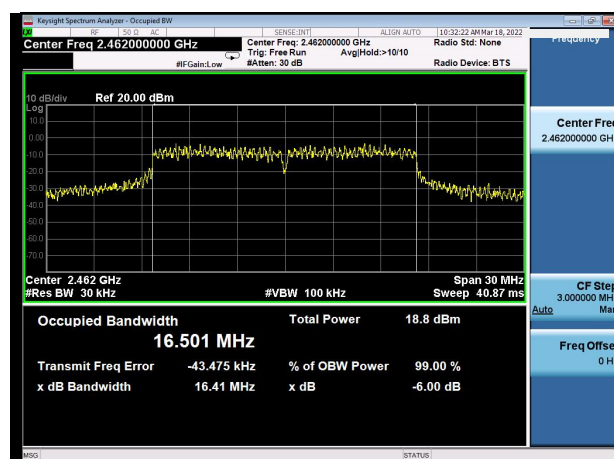 Keysight Spectrum Analyzer - Occupied BW
RF 50 Ω AC SENSE:INT ALIGN AUTO 10:32:22 AM Mar 18, 2022
Center Freq 2.462000000 GHz Center Freq: 2.462000000 GHz Radio Std: None Frequency
Trig: Free Run Avg|Hold:>10/10
#IFGain:Low #Atten: 30 dB Radio Device: BTS
10 dB/div Ref 20.00 dBm
Log
10.0
0.00
-10.0
-20.0
-30.0
-40.0
-50.0
-60.0
-70.0
Center 2.462 GHz Span 30 MHz
#Res BW 30 kHz #VBW 100 kHz Sweep 40.87 ms
Occupied Bandwidth Total Power 18.8 dBm
16.501 MHz
Transmit Freq Error -43.475 kHz % of OBW Power 99.00 %
x dB Bandwidth 16.41 MHz x dB -6.00 dB
Center Fre
2.462000000 GH
CF Step
3.000000 MH
Auto Ma
Freq Offse
0 H
MSG STATUS